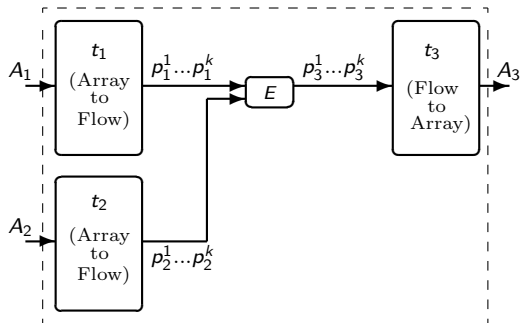 A₁
t₁
(Array
to
Flow)
p₁¹...p₁ᵏ
E
p₃¹...p₃ᵏ
t₃
(Flow
to
Array)
A₃
A₂
t₂
(Array
to
Flow)
p₂¹...p₂ᵏ